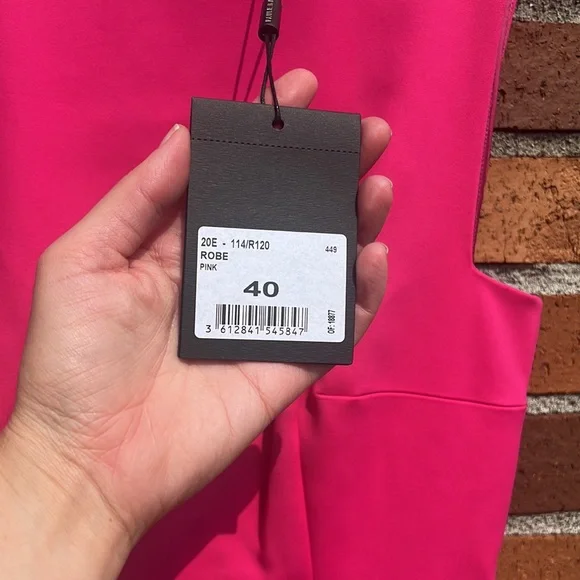 20E - 114/R120 449
ROBE
PINK
40
3 612841 545847
OF: 18877